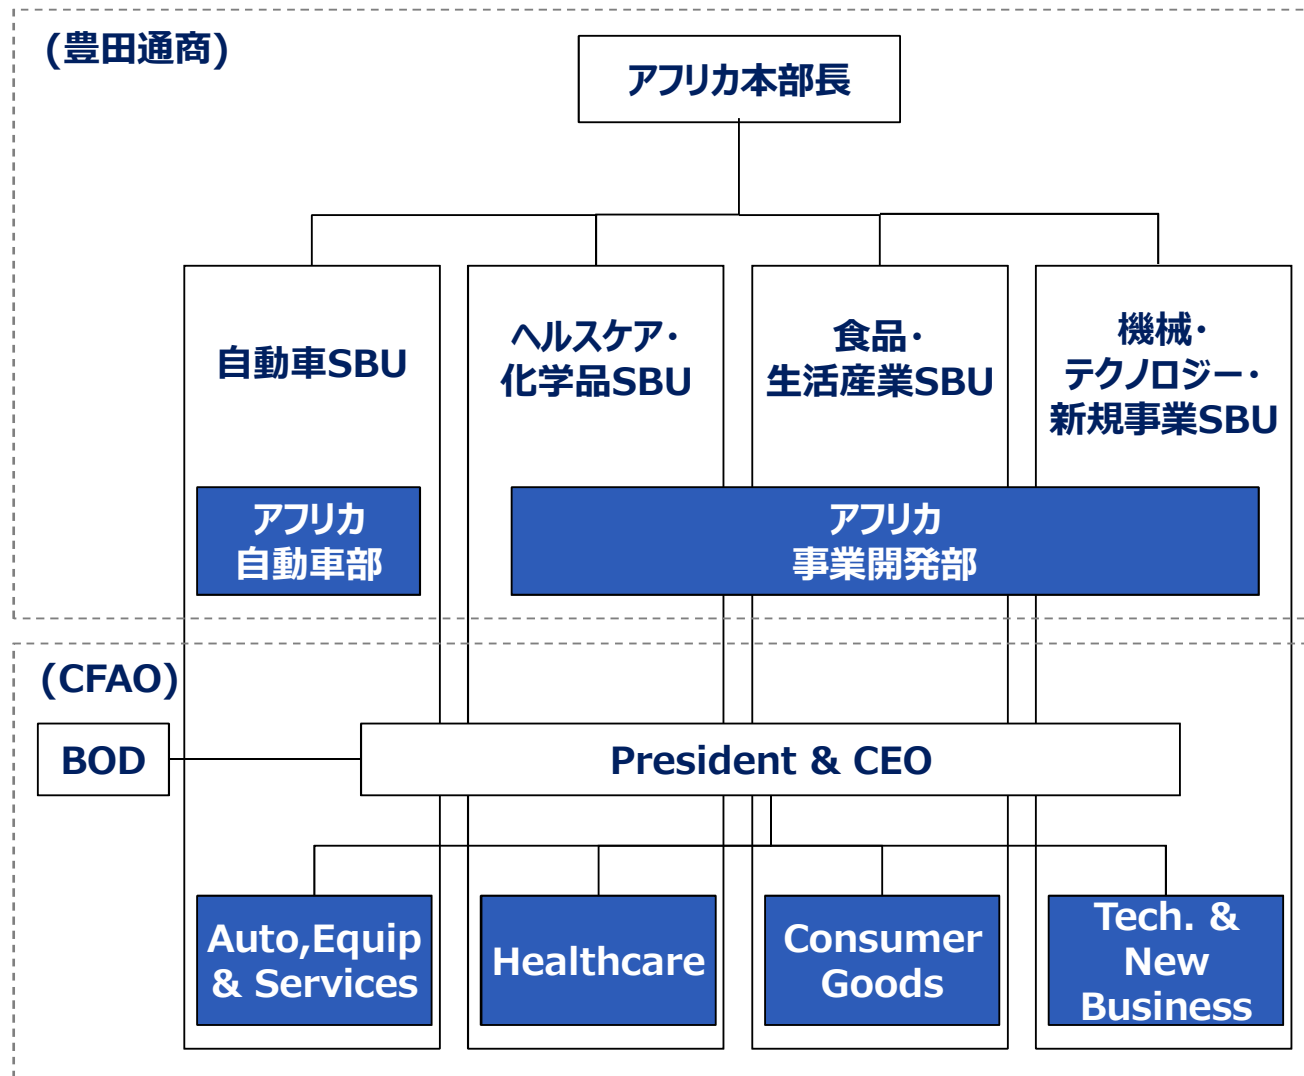 (豊田通商)
アフリカ本部長
自動車SBU
ヘルスケア・
化学品SBU
食品・
生活産業SBU
機械・
テクノロジー・
新規事業SBU
アフリカ
自動車部
アフリカ
事業開発部
(CFAO)
BOD
President & CEO
Auto,Equip
& Services
Healthcare
Consumer
Goods
Tech. &
New
Business